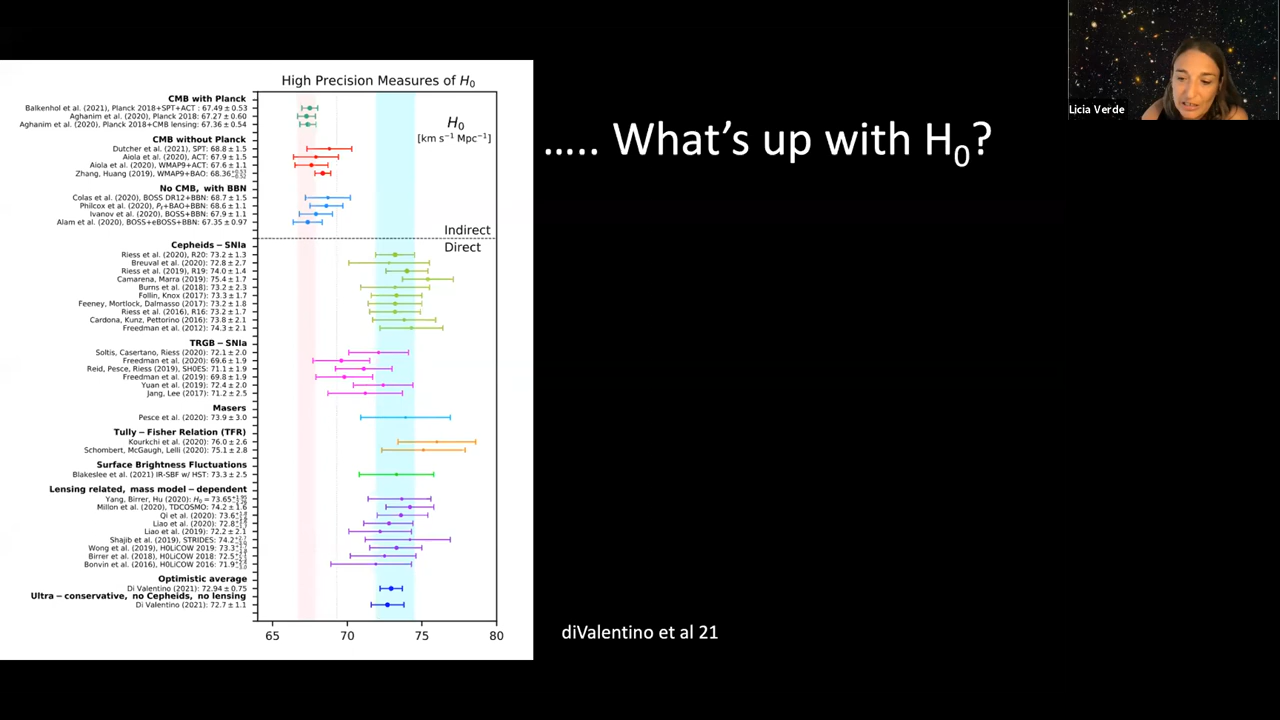 High Precision Measures of H₀
CMB with Planck
Balkenhol et al. (2021), Planck 2018+SPT+ACT : 67.49 ± 0.53
Aghanim et al. (2020), Planck 2018: 67.27 ± 0.60
Aghanim et al. (2020), Planck 2018+CMB lensing: 67.36 ± 0.54
CMB without Planck
Dutcher et al. (2021), SPT: 68.8 ± 1.5
Aiola et al. (2020), ACT: 67.9 ± 1.5
Aiola et al. (2020), WMAP9+ACT: 67.6 ± 1.1
Zhang, Huang (2019), WMAP9+BAO: 68.36
No CMB, with BBN
Colas et al. (2020), BOSS DR12+BBN: 68.7 ± 1.5
Philcox et al. (2020), Pₗ+BAO+BBN: 68.6 ± 1.1
Ivanov et al. (2020), BOSS+BBN: 67.9 ± 1.1
Alam et al. (2020), BOSS+eBOSS+BBN: 67.35 ± 0.97
H₀
[km s⁻¹ Mpc⁻¹]
Indirect
Direct
Cepheids − SNIa
Riess et al. (2020), R20: 73.2 ± 1.3
Breuval et al. (2020): 72.8 ± 2.7
Riess et al. (2019), R19: 74.0 ± 1.4
Camarena, Marra (2019): 75.4 ± 1.7
Burns et al. (2018): 73.2 ± 2.3
Follin, Knox (2017): 73.3 ± 1.7
Feeney, Mortlock, Dalmasso (2017): 73.2 ± 1.8
Riess et al. (2016), R16: 73.2 ± 1.7
Cardona, Kunz, Pettorino (2016): 73.8 ± 2.1
Freedman et al. (2012): 74.3 ± 2.1
TRGB − SNIa
Soltis, Casertano, Riess (2020): 72.1 ± 2.0
Freedman et al. (2020): 69.6 ± 1.9
Reid, Pesce, Riess (2019), SH0ES: 71.1 ± 1.9
Freedman et al. (2019): 69.8 ± 1.9
Yuan et al. (2019): 72.4 ± 2.0
Jang, Lee (2017): 71.2 ± 2.5
Masers
Pesce et al. (2020): 73.9 ± 3.0
Tully − Fisher Relation (TFR)
Kourkchi et al. (2020): 76.0 ± 2.6
Schombert, McGaugh, Lelli (2020): 75.1 ± 2.8
Surface Brightness Fluctuations
Blakeslee et al. (2021) IR-SBF w/ HST: 73.3 ± 2.5
Lensing related, mass model − dependent
Yang, Birrer, Hu (2020): H₀ = 73.65
Millon et al. (2020), TDCOSMO: 74.2 ± 1.6
Qi et al. (2020): 73.6
Liao et al. (2020): 72.8
Liao et al. (2019): 72.2 ± 2.1
Shajib et al. (2019), STRIDES: 74.2
Wong et al. (2019), H0LiCOW 2019: 73.3
Birrer et al. (2018), H0LiCOW 2018: 72.5
Bonvin et al. (2016), H0LiCOW 2016: 71.9
Optimistic average
Di Valentino (2021): 72.94 ± 0.75
Ultra − conservative, no Cepheids, no lensing
Di Valentino (2021): 72.7 ± 1.1
65 70 75 80
..... What's up with H₀?
diValentino et al 21
Licia Verde